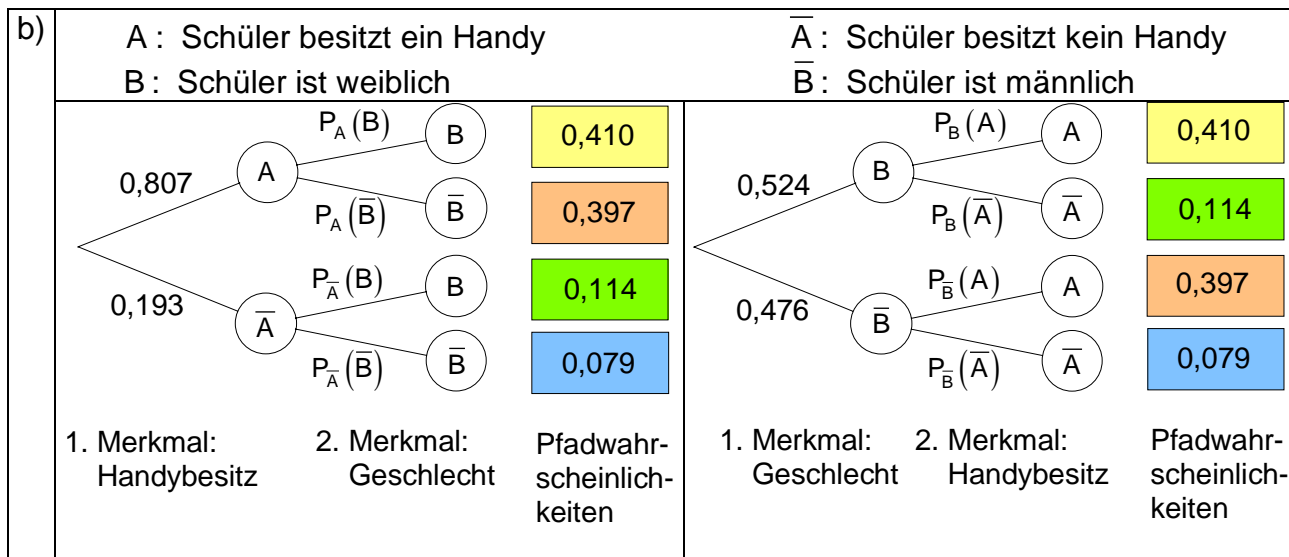 b)
A : Schüler besitzt ein Handy
A̅ : Schüler besitzt kein Handy
B : Schüler ist weiblich
B̅ : Schüler ist männlich
P_A(B)
B
0,410
0,807
A
P_A(B̅)
B̅
0,397
0,193
A̅
P_A̅(B)
B
0,114
P_A̅(B̅)
B̅
0,079
1. Merkmal:
Handybesitz
2. Merkmal:
Geschlecht
Pfadwahr-
scheinlich-
keiten
P_B(A)
A
0,410
0,524
B
P_B(A̅)
A̅
0,114
0,476
B̅
P_B̅(A)
A
0,397
P_B̅(A̅)
A̅
0,079
1. Merkmal:
Geschlecht
2. Merkmal:
Handybesitz
Pfadwahr-
scheinlich-
keiten